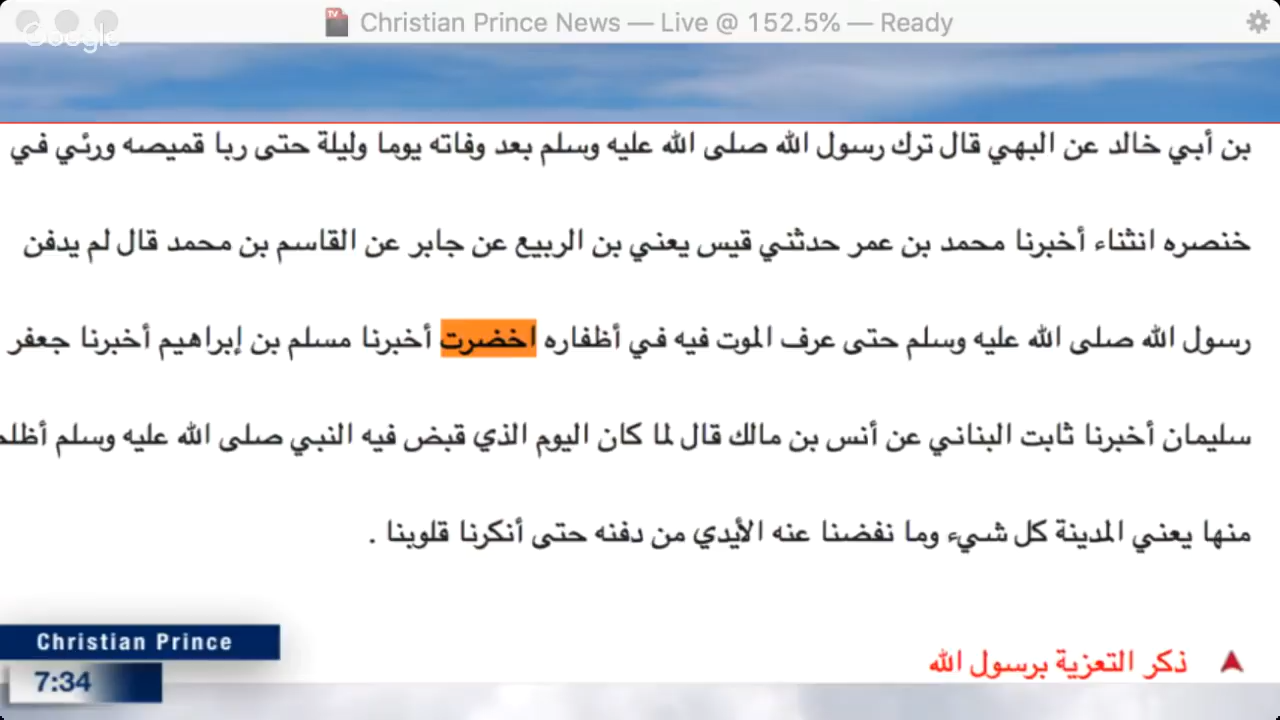 Google
Christian Prince News — Live @ 152.5% — Ready
بن أبي خالد عن البهي قال ترك رسول الله صلى الله عليه وسلم بعد وفاته يوما وليلة حتى ربا قميصه ورئي في
خنصره انثناء أخبرنا محمد بن عمر حدثني قيس يعني بن الربيع عن جابر عن القاسم بن محمد قال لم يدفن
رسول الله صلى الله عليه وسلم حتى عرف الموت فيه في أظفاره اخضرت أخبرنا مسلم بن إبراهيم أخبرنا جعفر
سليمان أخبرنا ثابت البناني عن أنس بن مالك قال لما كان اليوم الذي قبض فيه النبي صلى الله عليه وسلم أظلم
منها يعني المدينة كل شيء وما نفضنا عنه الأيدي من دفنه حتى أنكرنا قلوبنا .
Christian Prince
ذكر التعزية برسول الله
7:34